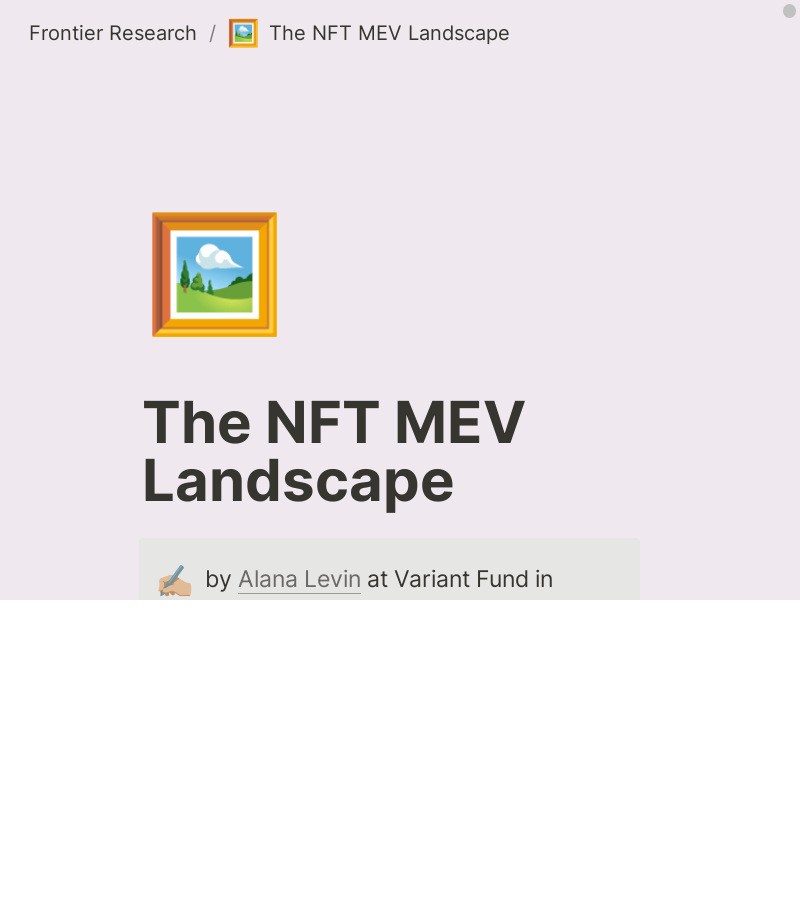 Frontier Research / The NFT MEV Landscape
The NFT MEV
Landscape
by Alana Levin at Variant Fund in